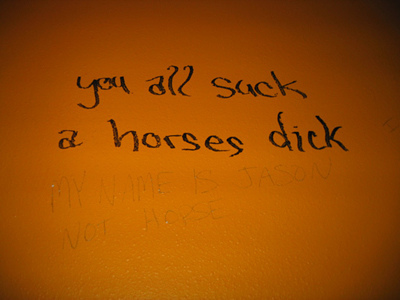 you all suck
a horses dick
MY NAME IS JASON
NOT HORSE